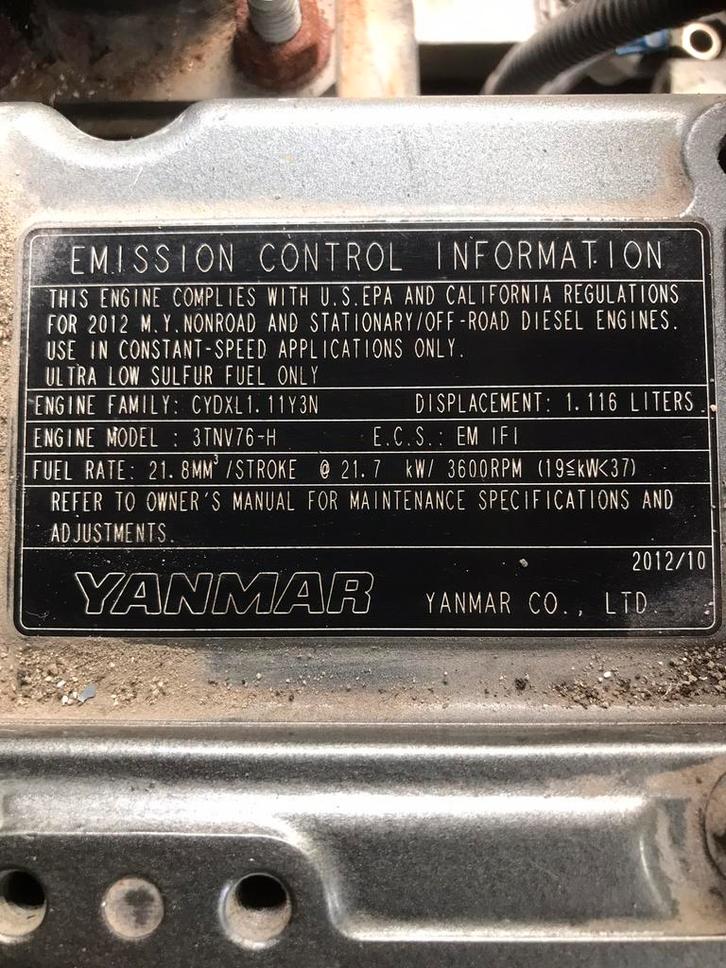 EMISSION CONTROL INFORMATION
THIS ENGINE COMPLIES WITH U.S.EPA AND CALIFORNIA REGULATIONS
FOR 2012 M.Y.NONROAD AND STATIONARY/OFF-ROAD DIESEL ENGINES.
USE IN CONSTANT-SPEED APPLICATIONS ONLY.
ULTRA LOW SULFUR FUEL ONLY
ENGINE FAMILY: CYDXL1.11Y3N DISPLACEMENT: 1.116 LITERS
ENGINE MODEL : 3TNV76-H E.C.S.: EM IFI
FUEL RATE: 21.8MM³/STROKE @ 21.7 kW/ 3600RPM (19≦kW<37)
REFER TO OWNER'S MANUAL FOR MAINTENANCE SPECIFICATIONS AND
ADJUSTMENTS.
2012/10
YANMAR YANMAR CO., LTD.